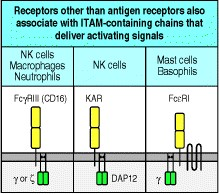 Receptors other than antigen receptors also
associate with ITAM-containing chains that
deliver activating signals
NK cells
Macrophages
Neutrophils
NK cells
Mast cells
Basophils
FcγRIII (CD16)
KAR
FcεRI
γ or ζ
DAP12
γ